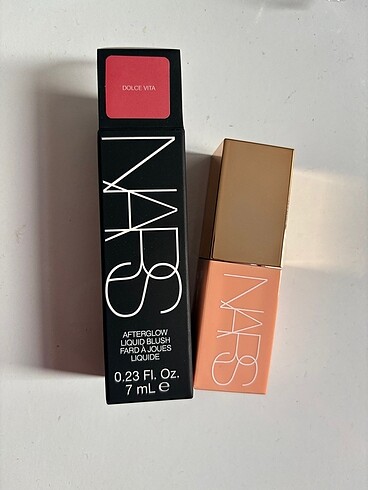 DOLCE VITA
NARS
AFTERGLOW
LIQUID BLUSH
FARD À JOUES
LIQUIDE
0.23 Fl. Oz.
7 mL ℮
NARS